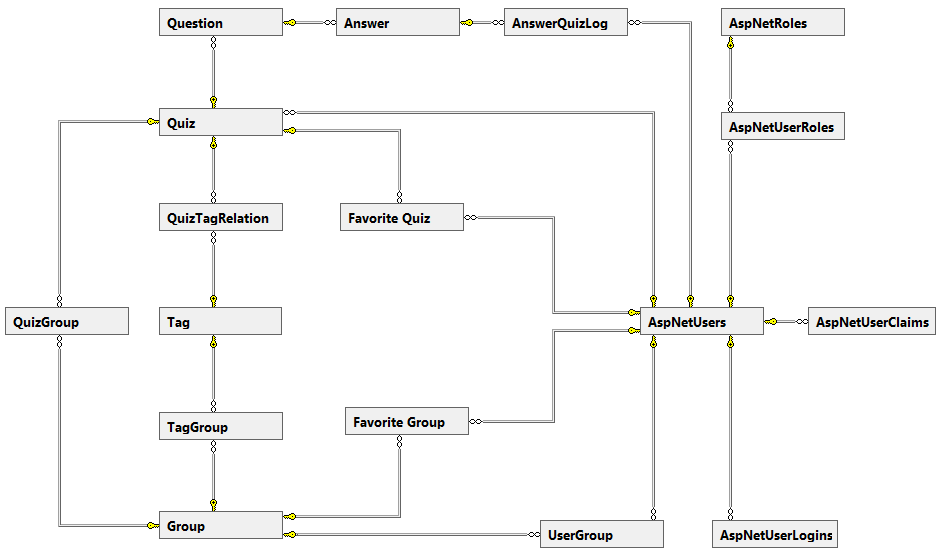 Question
Answer
AnswerQuizLog
AspNetRoles
Quiz
AspNetUserRoles
QuizTagRelation
Favorite Quiz
QuizGroup
Tag
AspNetUsers
AspNetUserClaims
TagGroup
Favorite Group
Group
UserGroup
AspNetUserLogins